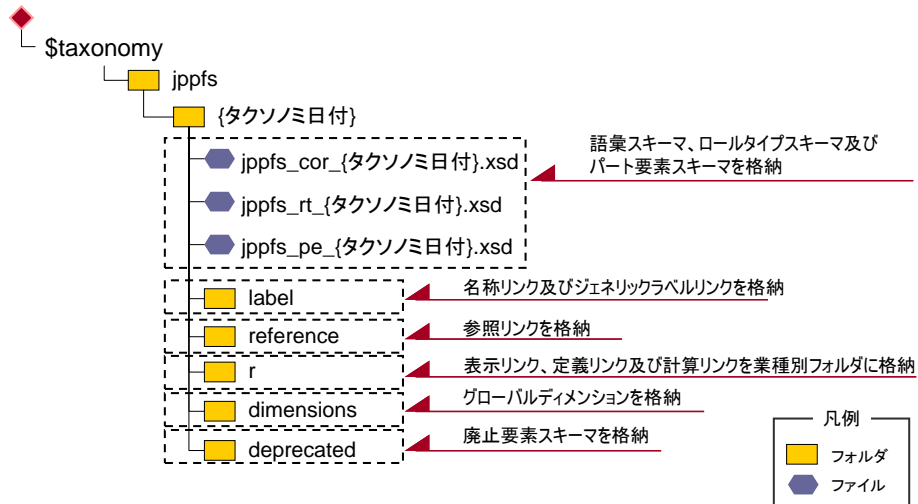 $taxonomy
jppfs
{タクソノミ日付}
jppfs_cor_{タクソノミ日付}.xsd
jppfs_rt_{タクソノミ日付}.xsd
jppfs_pe_{タクソノミ日付}.xsd
語彙スキーマ、ロールタイプスキーマ及び
パート要素スキーマを格納
label
名称リンク及びジェネリックラベルリンクを格納
reference
参照リンクを格納
r
表示リンク、定義リンク及び計算リンクを業種別フォルダに格納
dimensions
グローバルディメンションを格納
deprecated
廃止要素スキーマを格納
凡例
フォルダ
ファイル